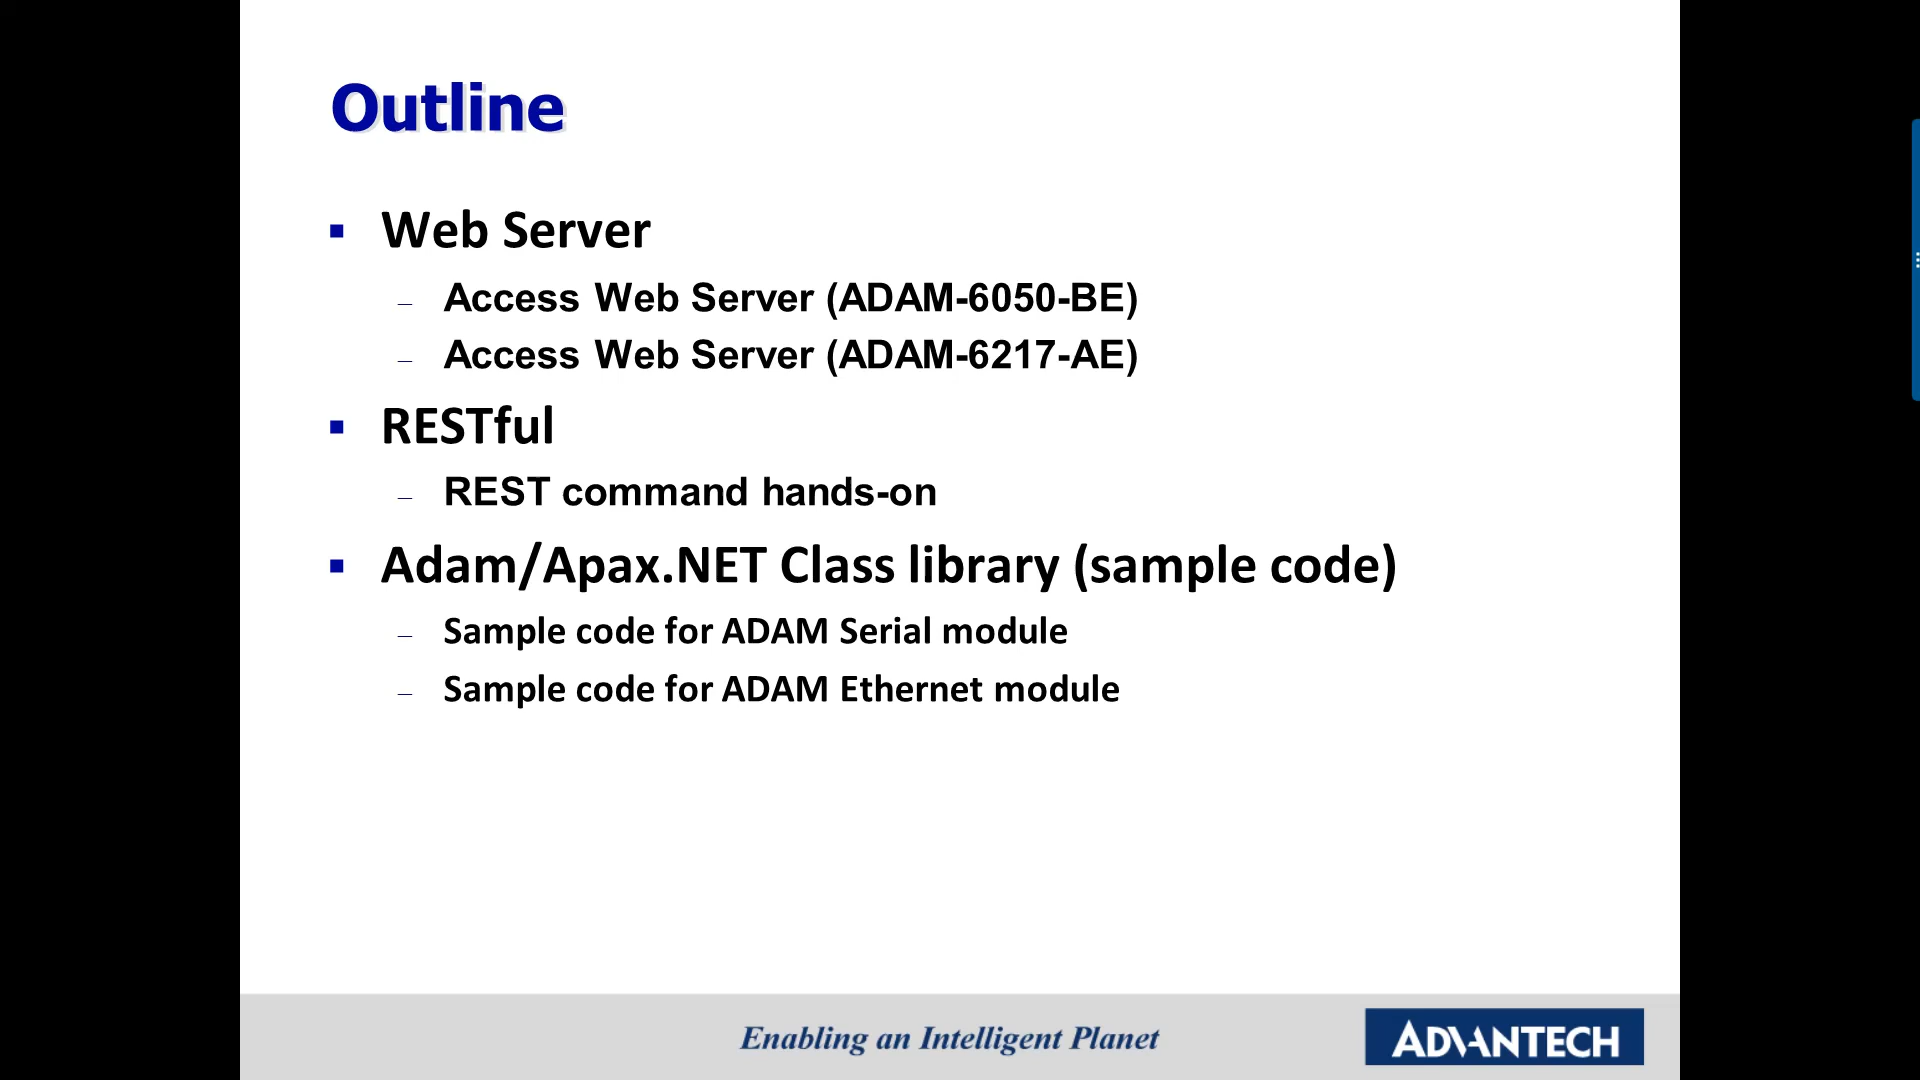 Outline
▪ Web Server
– Access Web Server (ADAM-6050-BE)
– Access Web Server (ADAM-6217-AE)
▪ RESTful
– REST command hands-on
▪ Adam/Apax.NET Class library (sample code)
– Sample code for ADAM Serial module
– Sample code for ADAM Ethernet module
Enabling an Intelligent Planet
ADVANTECH